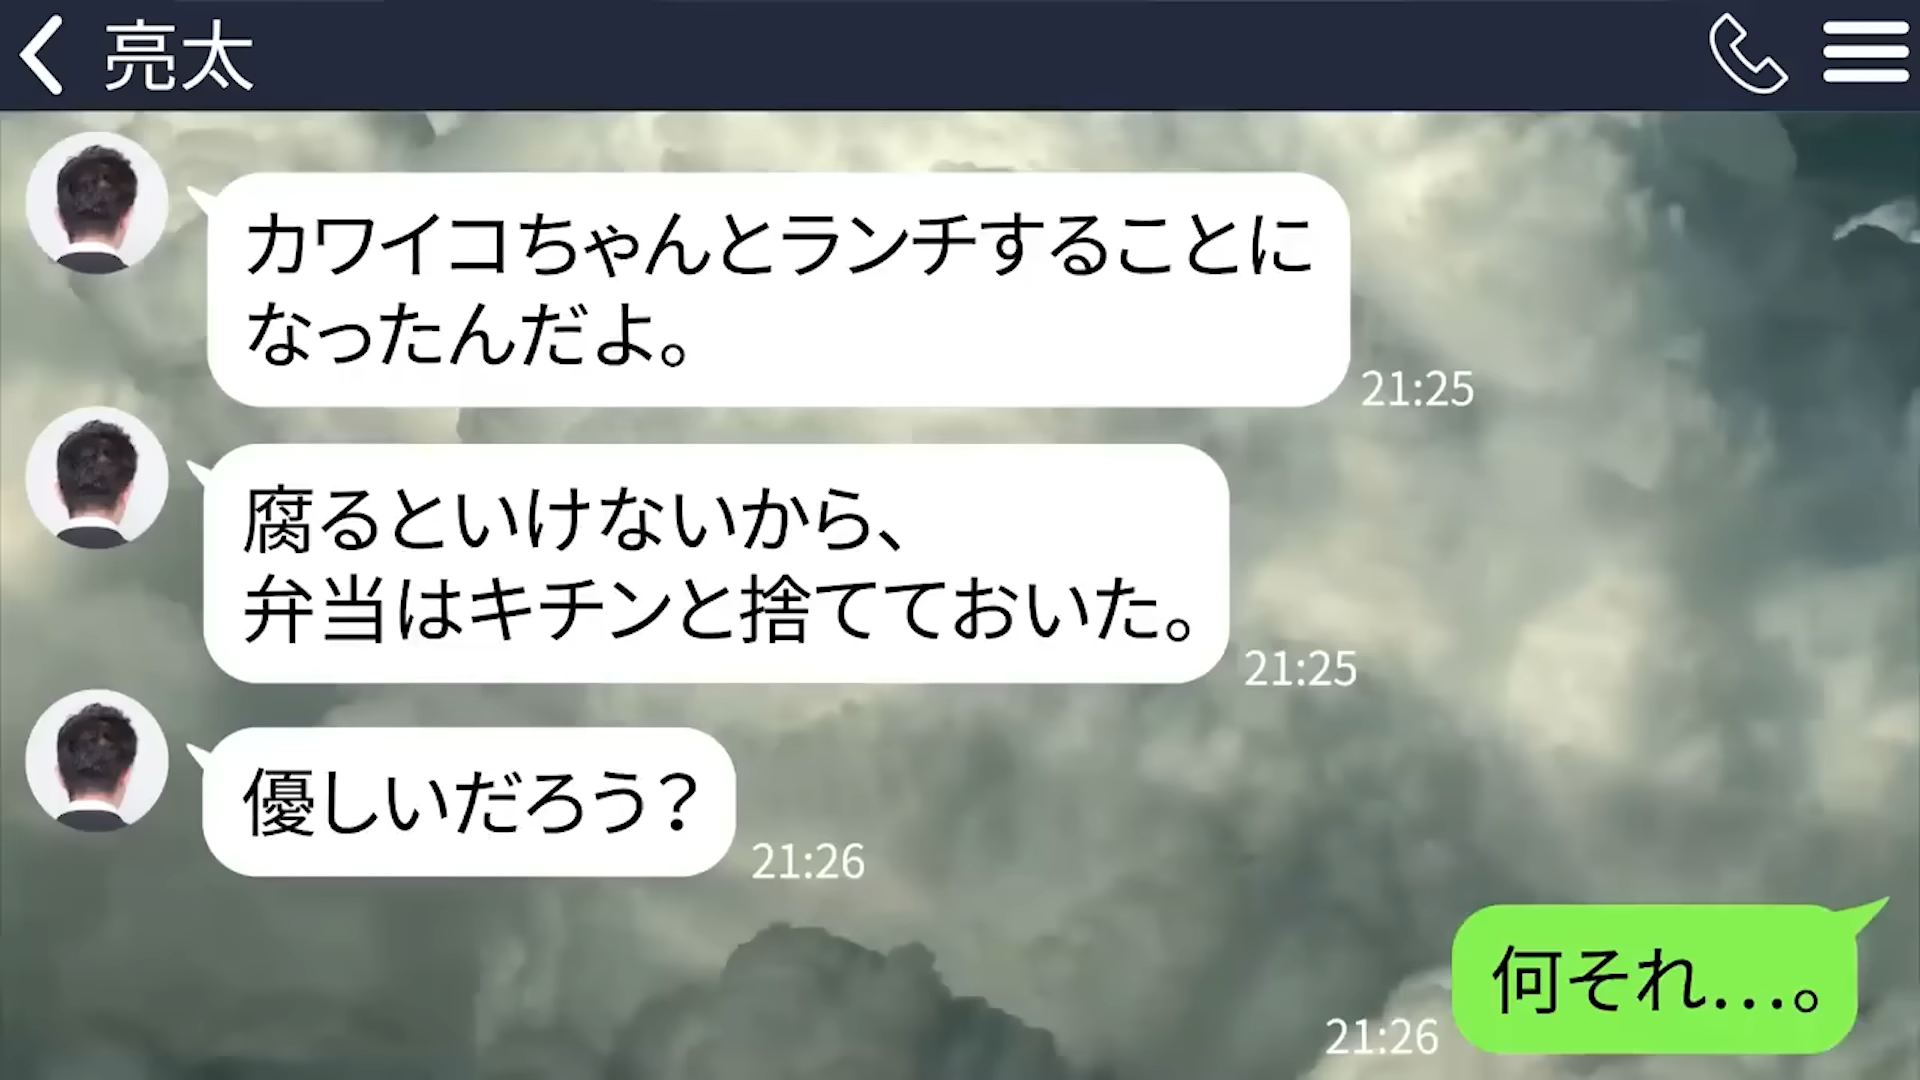 亮太
カワイコちゃんとランチすることに
なったんだよ。
21:25
腐るといけないから、
弁当はキチンと捨てておいた。
21:25
優しいだろう？
21:26
何それ…。
21:26